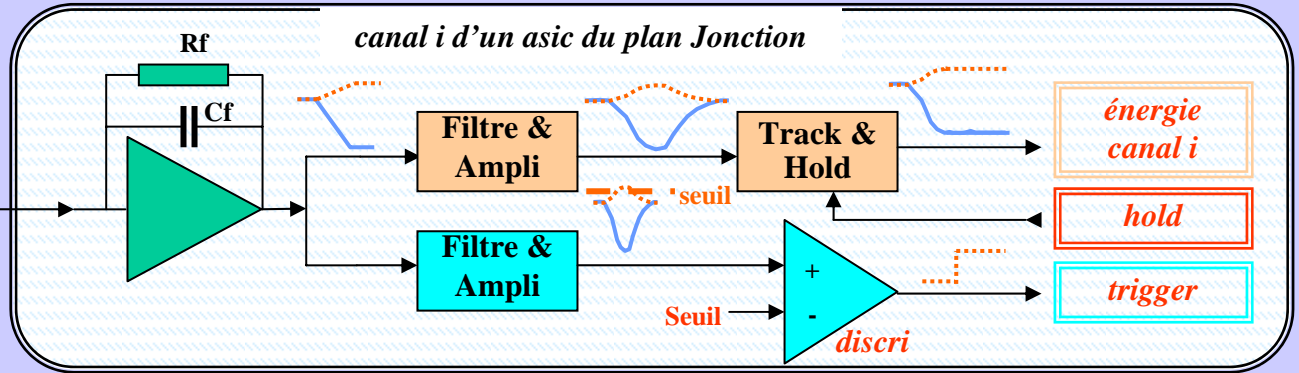 canal i d'un asic du plan Jonction
Rf
Cf
Filtre &
Ampli
Track &
Hold
énergie
canal i
seuil
hold
Filtre &
Ampli
+
-
Seuil
discri
trigger